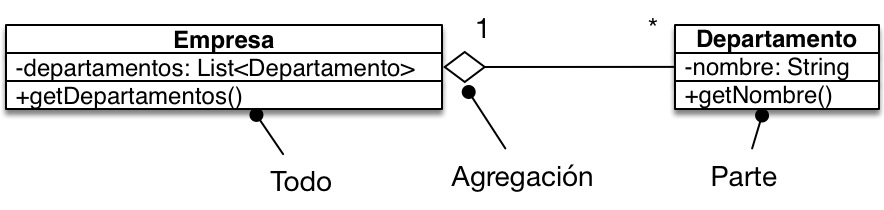 Empresa
-departamentos: List<Departamento>
+getDepartamentos()
1
*
Departamento
-nombre: String
+getNombre()
Todo
Agregación
Parte